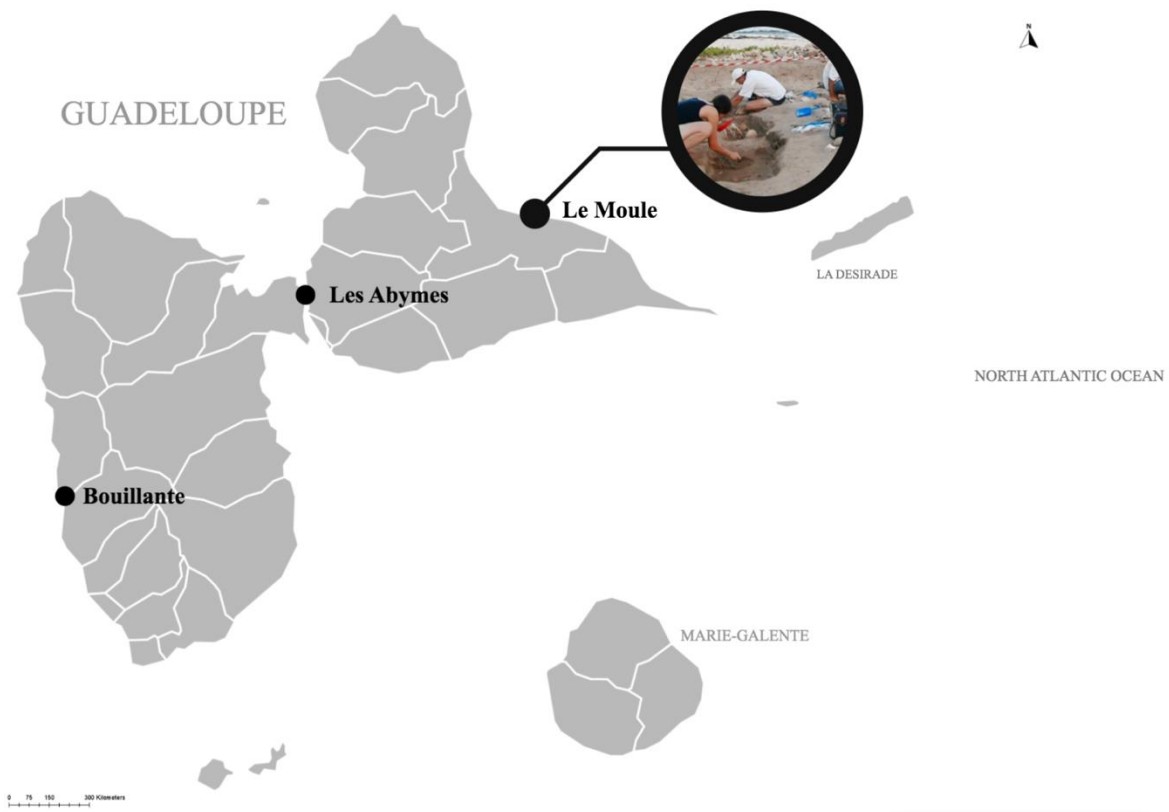 N
GUADELOUPE
Le Moule
LA DESIRADE
Les Abymes
NORTH ATLANTIC OCEAN
Bouillante
MARIE-GALENTE
0 75 150 300 Kilometers